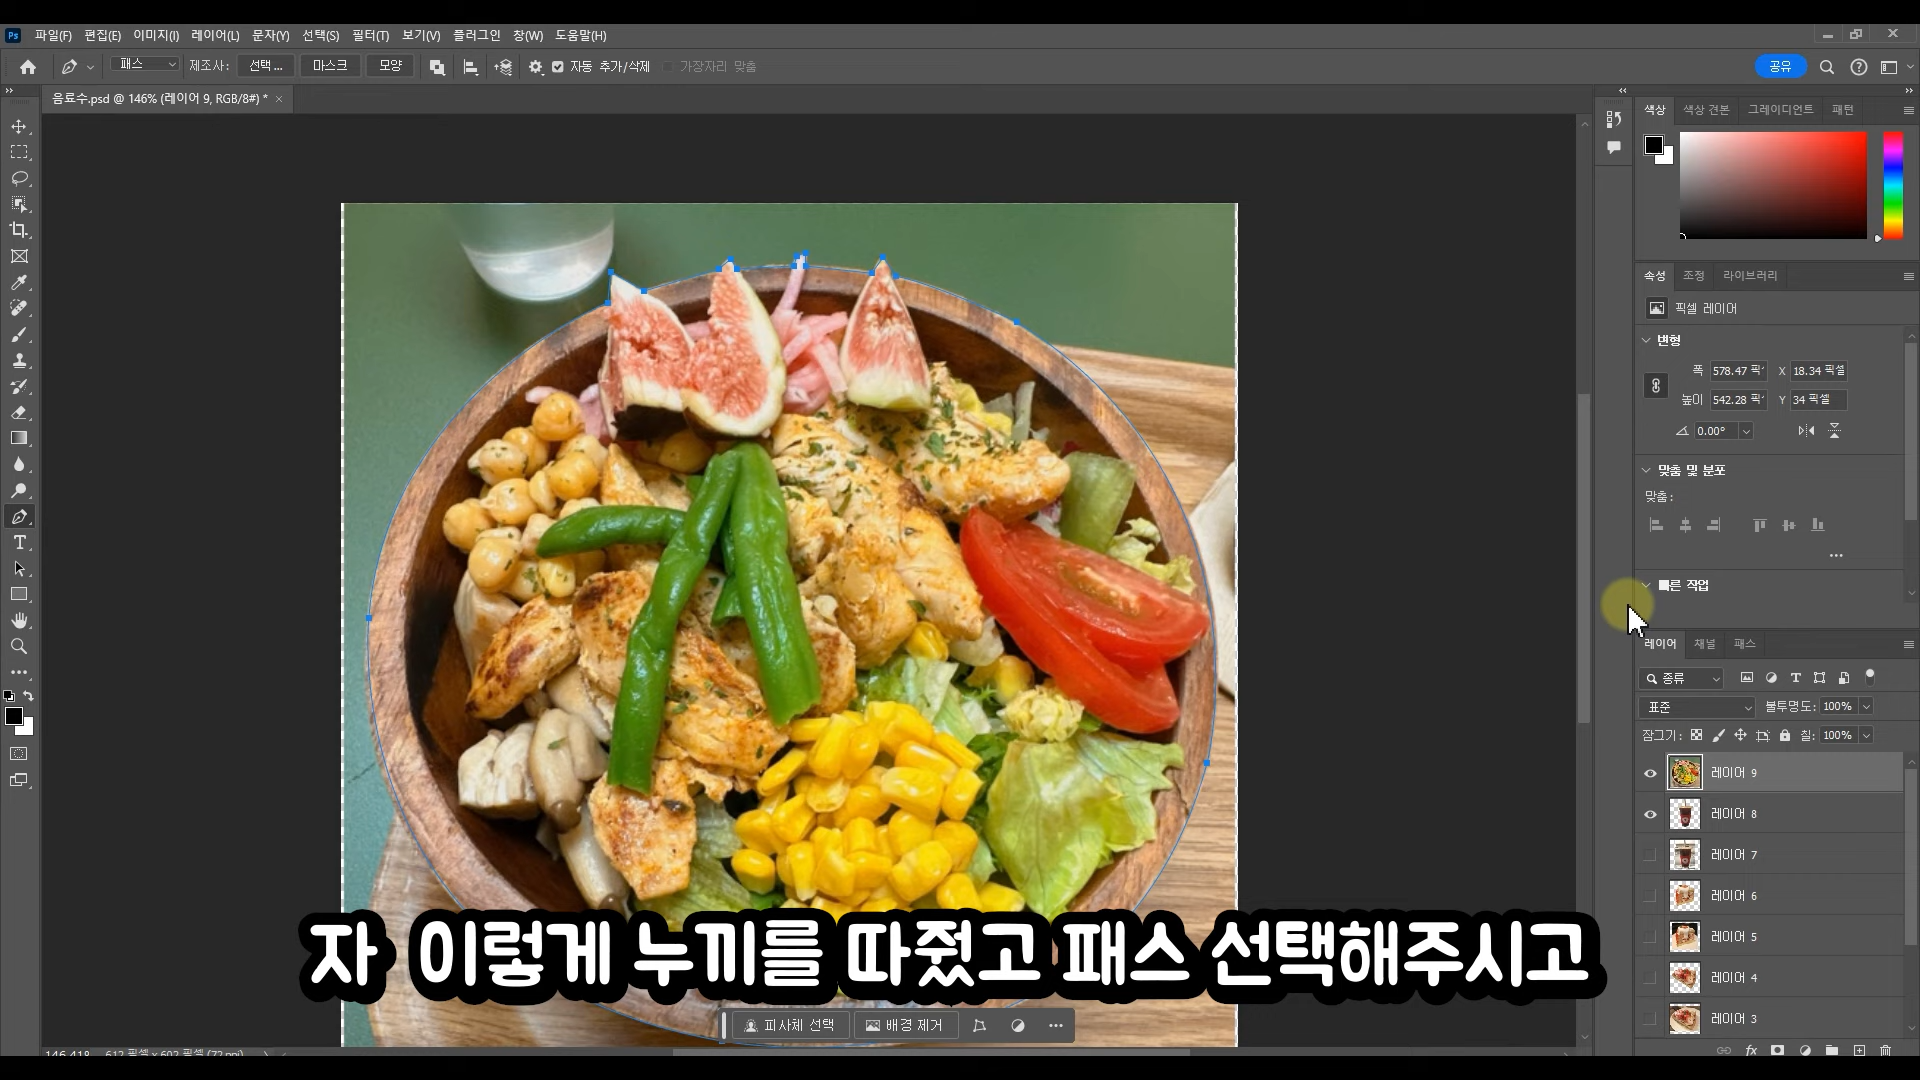 Ps 파일(F) 편집(E) 이미지(I) 레이어(L) 문자(Y) 선택(S) 필터(T) 보기(V) 플러그인 창(W) 도움말(H)
패스 제조사: 선택... 마스크 모양 자동 추가/삭제 가장자리 맞춤 공유
음료수.psd @ 146% (레이어 9, RGB/8#) *
색상 색상 견본 그레이디언트 패턴
속성 조정 라이브러리
픽셀 레이어
변형
폭 578.47 픽 X 18.34 픽셀
높이 542.28 픽 Y 34 픽셀
0.00°
맞춤 및 분포
맞춤:
른 작업
레이어 채널 패스
종류
표준 불투명도: 100%
잠그기: 칠: 100%
레이어 9
레이어 8
레이어 7
레이어 6
레이어 5
레이어 4
레이어 3
자 이렇게 누끼를 따줬고 패스 선택해주시고
피사체 선택 배경 제거
fx